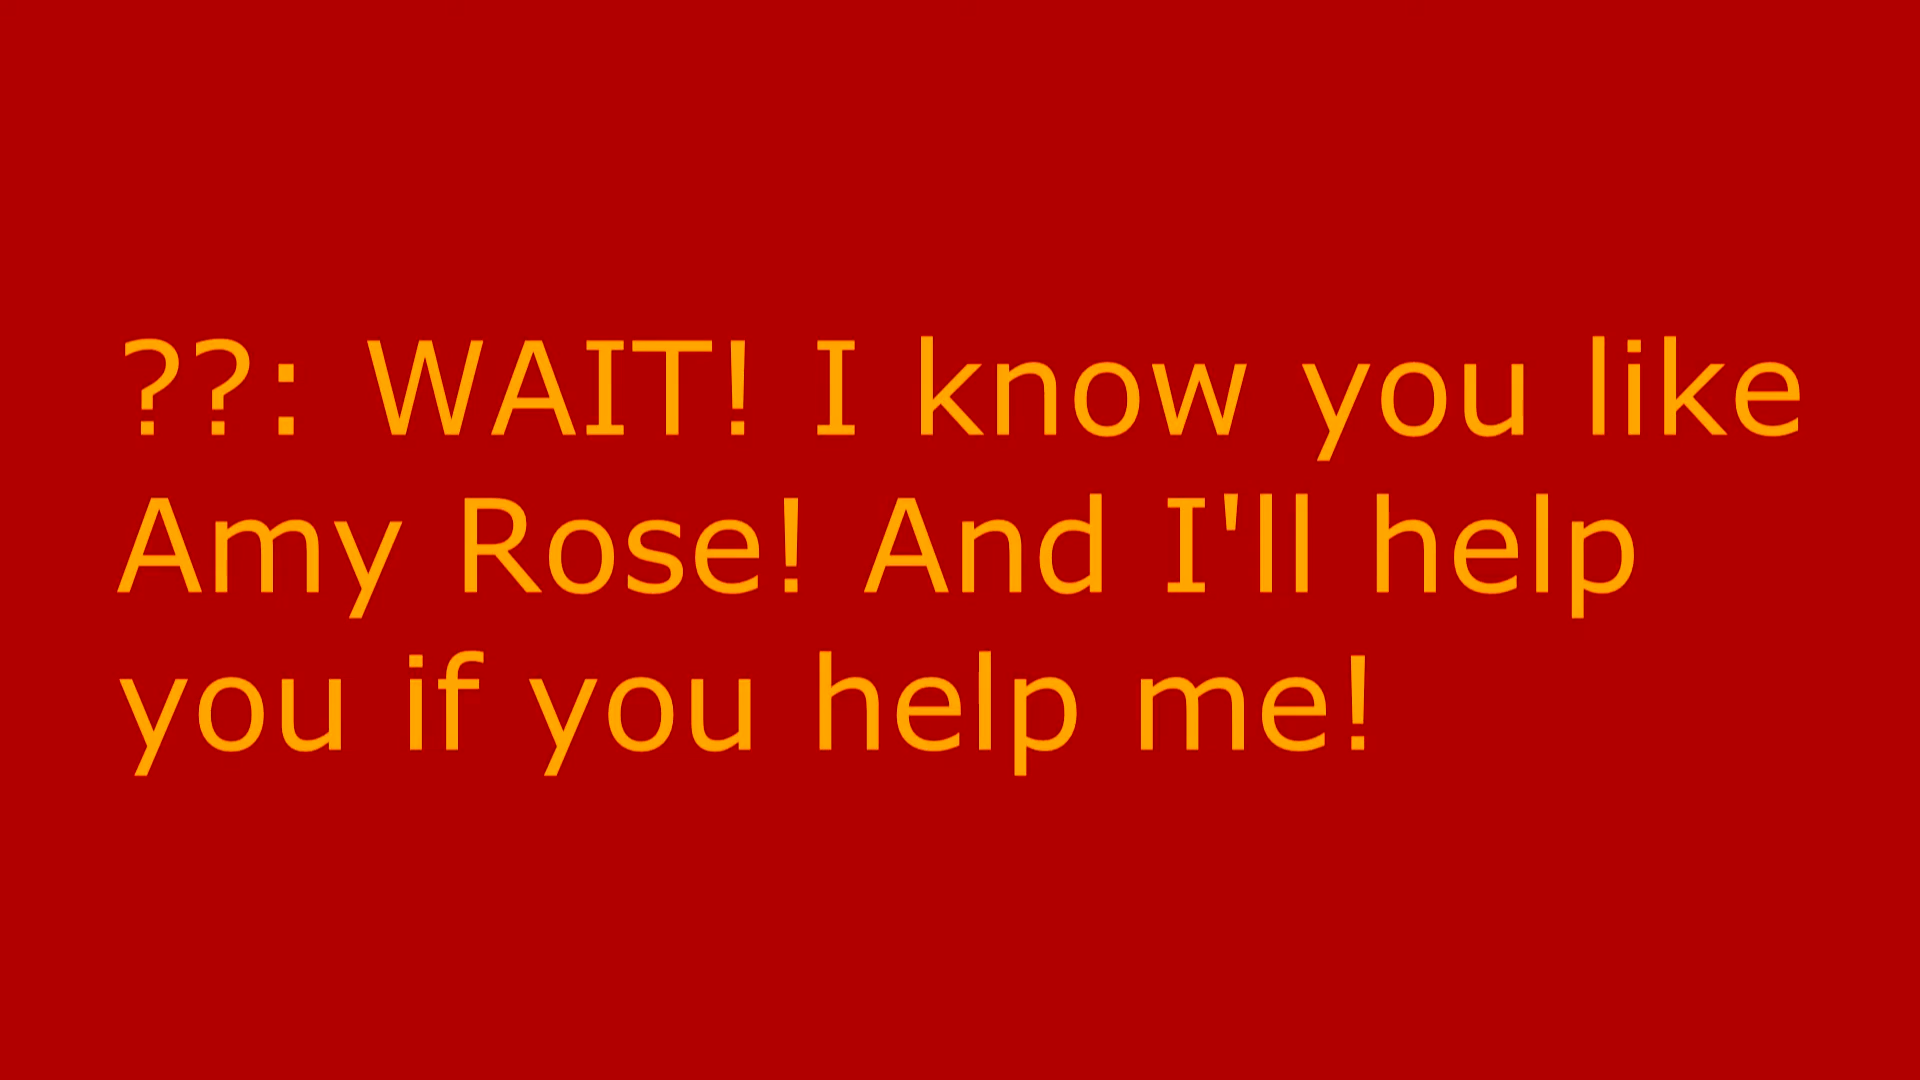 ??: WAIT! I know you like
Amy Rose! And I'll help
you if you help me!